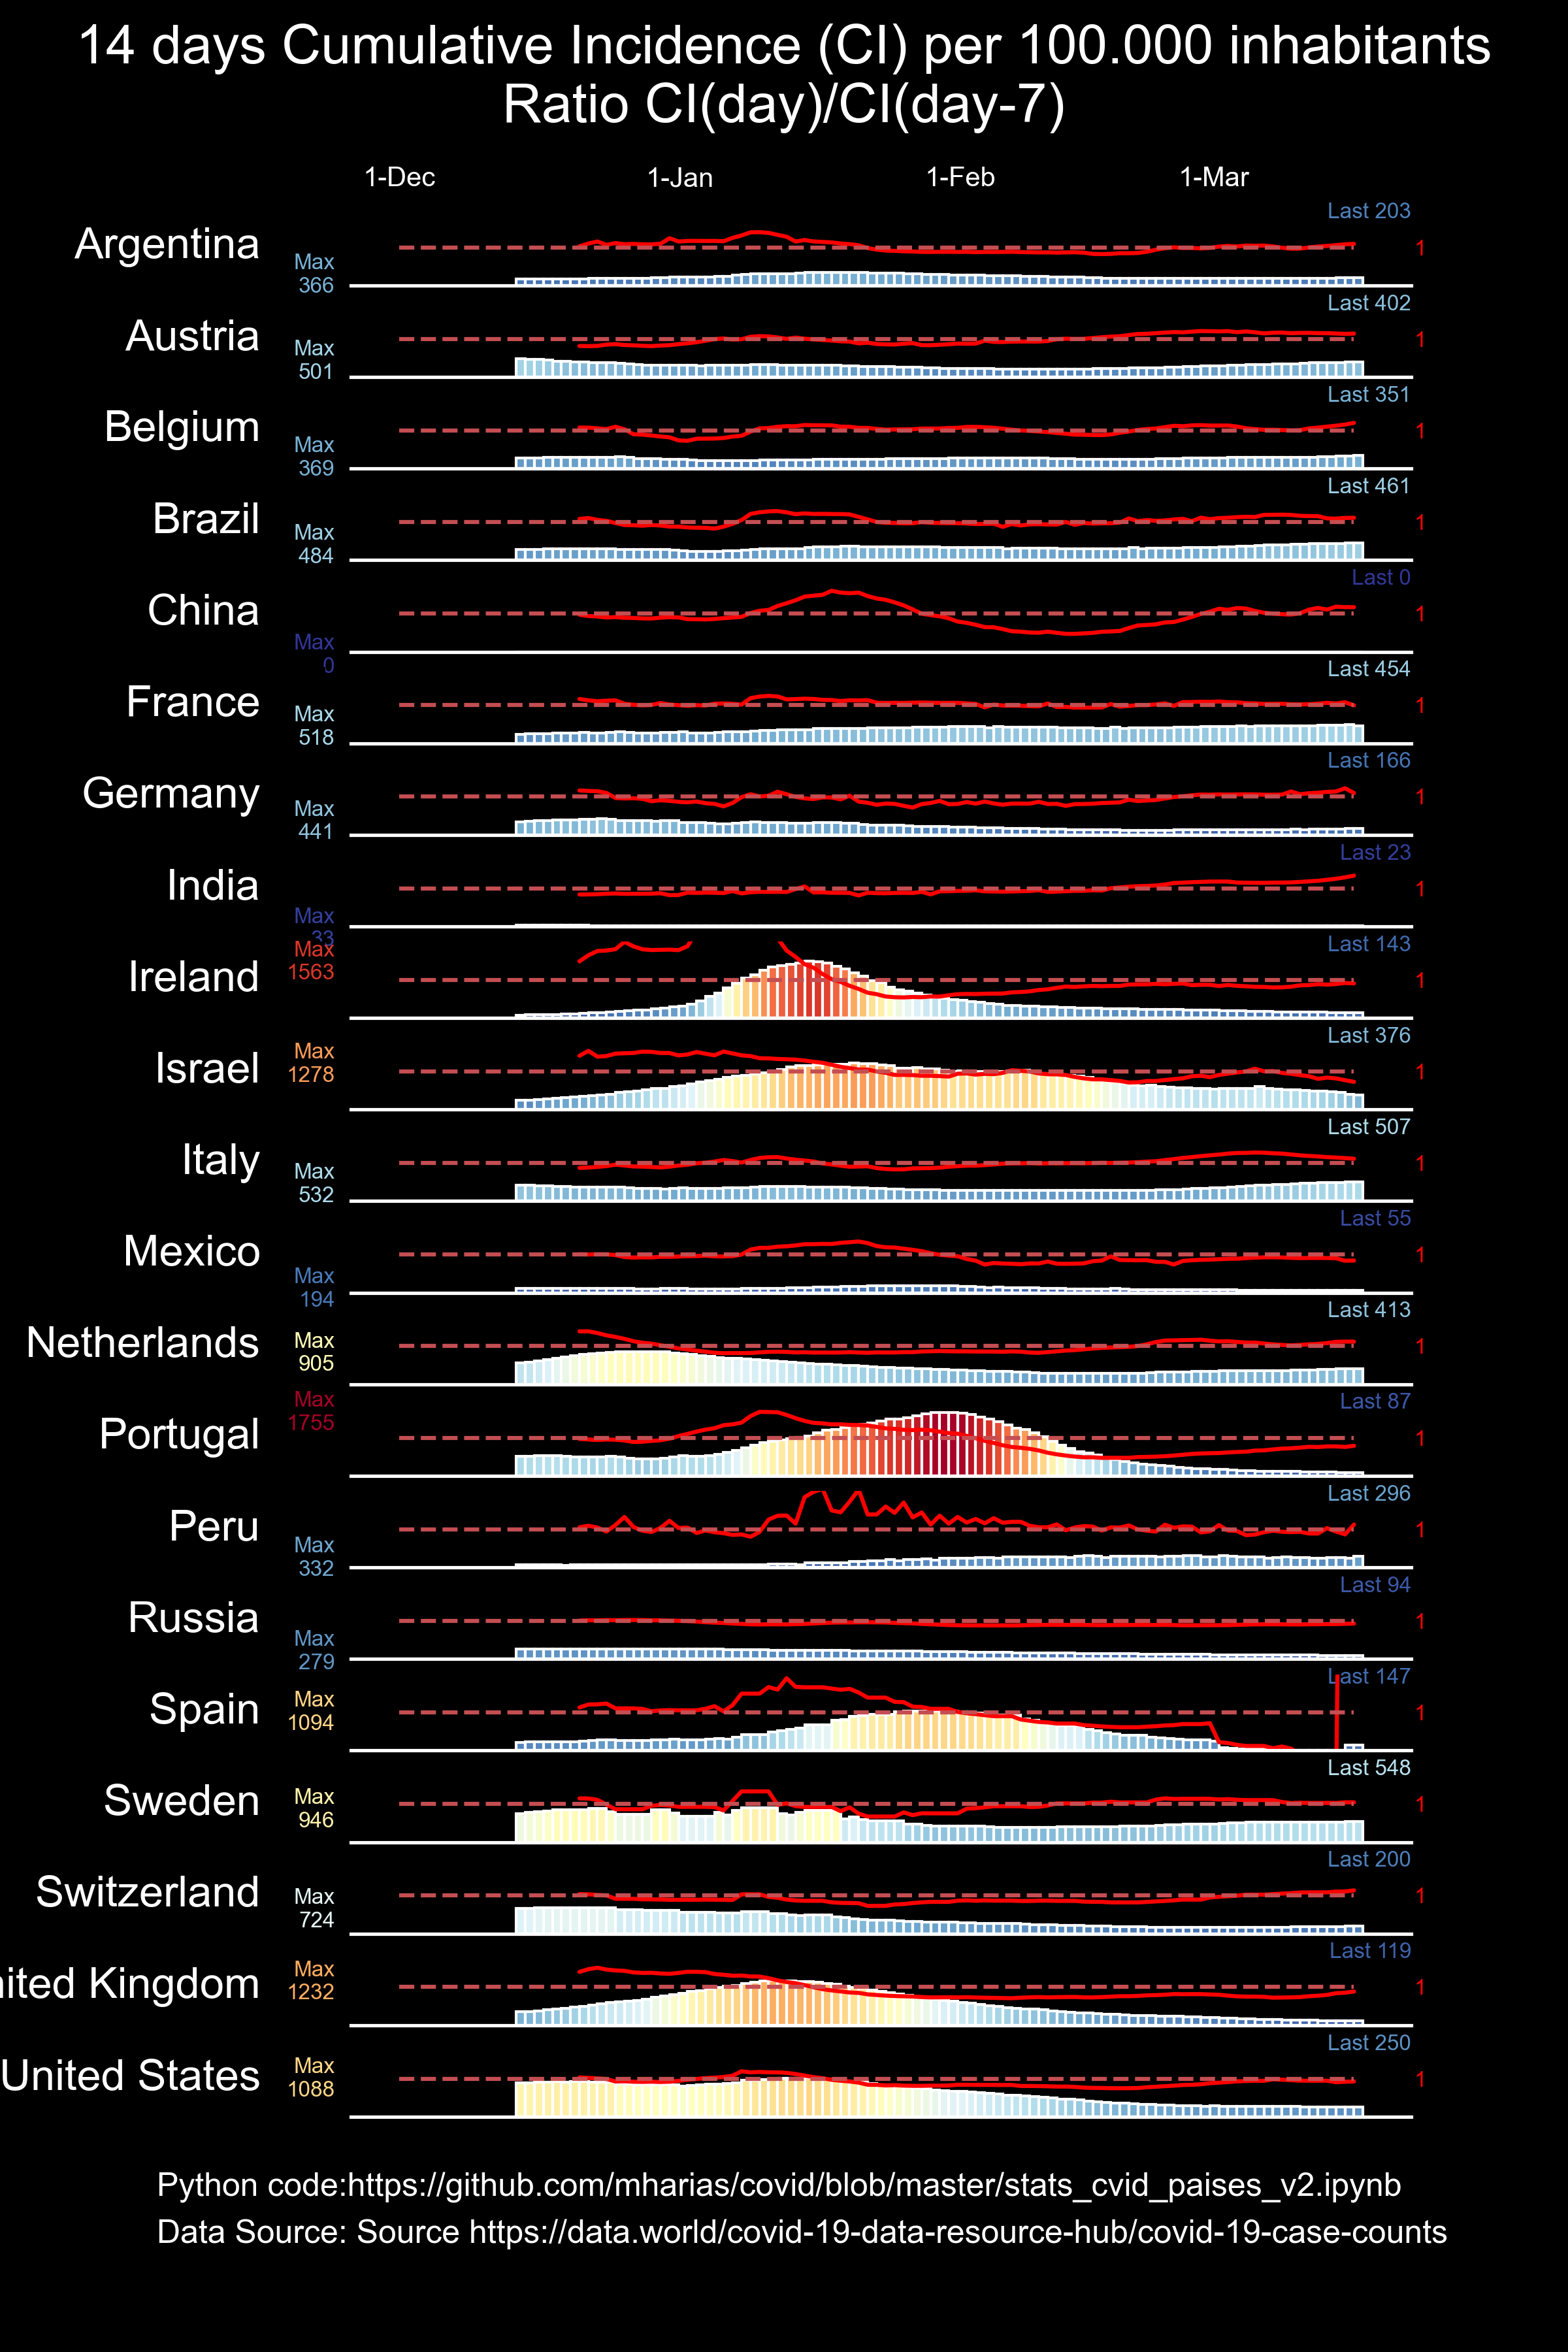 14 days Cumulative Incidence (CI) per 100.000 inhabitants
Ratio CI(day)/CI(day-7)
1-Dec 1-Jan 1-Feb 1-Mar
Last 203
Argentina
Max
366
1
Last 402
Austria
Max
501
1
Last 351
Belgium
Max
369
1
Last 461
Brazil
Max
484
1
Last 0
China
Max
0
1
Last 454
France
Max
518
1
Last 166
Germany
Max
441
1
Last 23
India
Max
33
1
Last 143
Ireland
Max
1563
1
Last 376
Israel
Max
1278
1
Last 507
Italy
Max
532
1
Last 55
Mexico
Max
194
1
Last 413
Netherlands
Max
905
1
Last 87
Portugal
Max
1755
1
Last 296
Peru
Max
332
1
Last 94
Russia
Max
279
1
Last 147
Spain
Max
1094
1
Last 548
Sweden
Max
946
1
Last 200
Switzerland
Max
724
1
Last 119
ited Kingdom
Max
1232
1
Last 250
United States
Max
1088
1
Python code:https://github.com/mharias/covid/blob/master/stats_cvid_paises_v2.ipynb
Data Source: Source https://data.world/covid-19-data-resource-hub/covid-19-case-counts